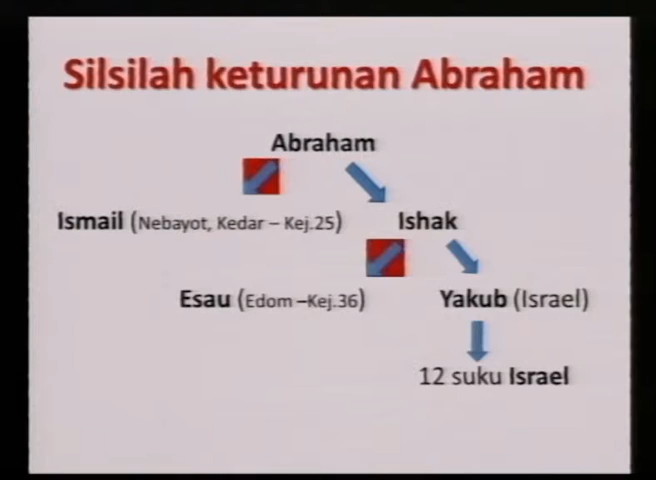 Silsilah keturunan Abraham
Abraham
Ismail (Nebayot, Kedar – Kej.25) Ishak
Esau (Edom –Kej.36) Yakub (Israel)
12 suku Israel